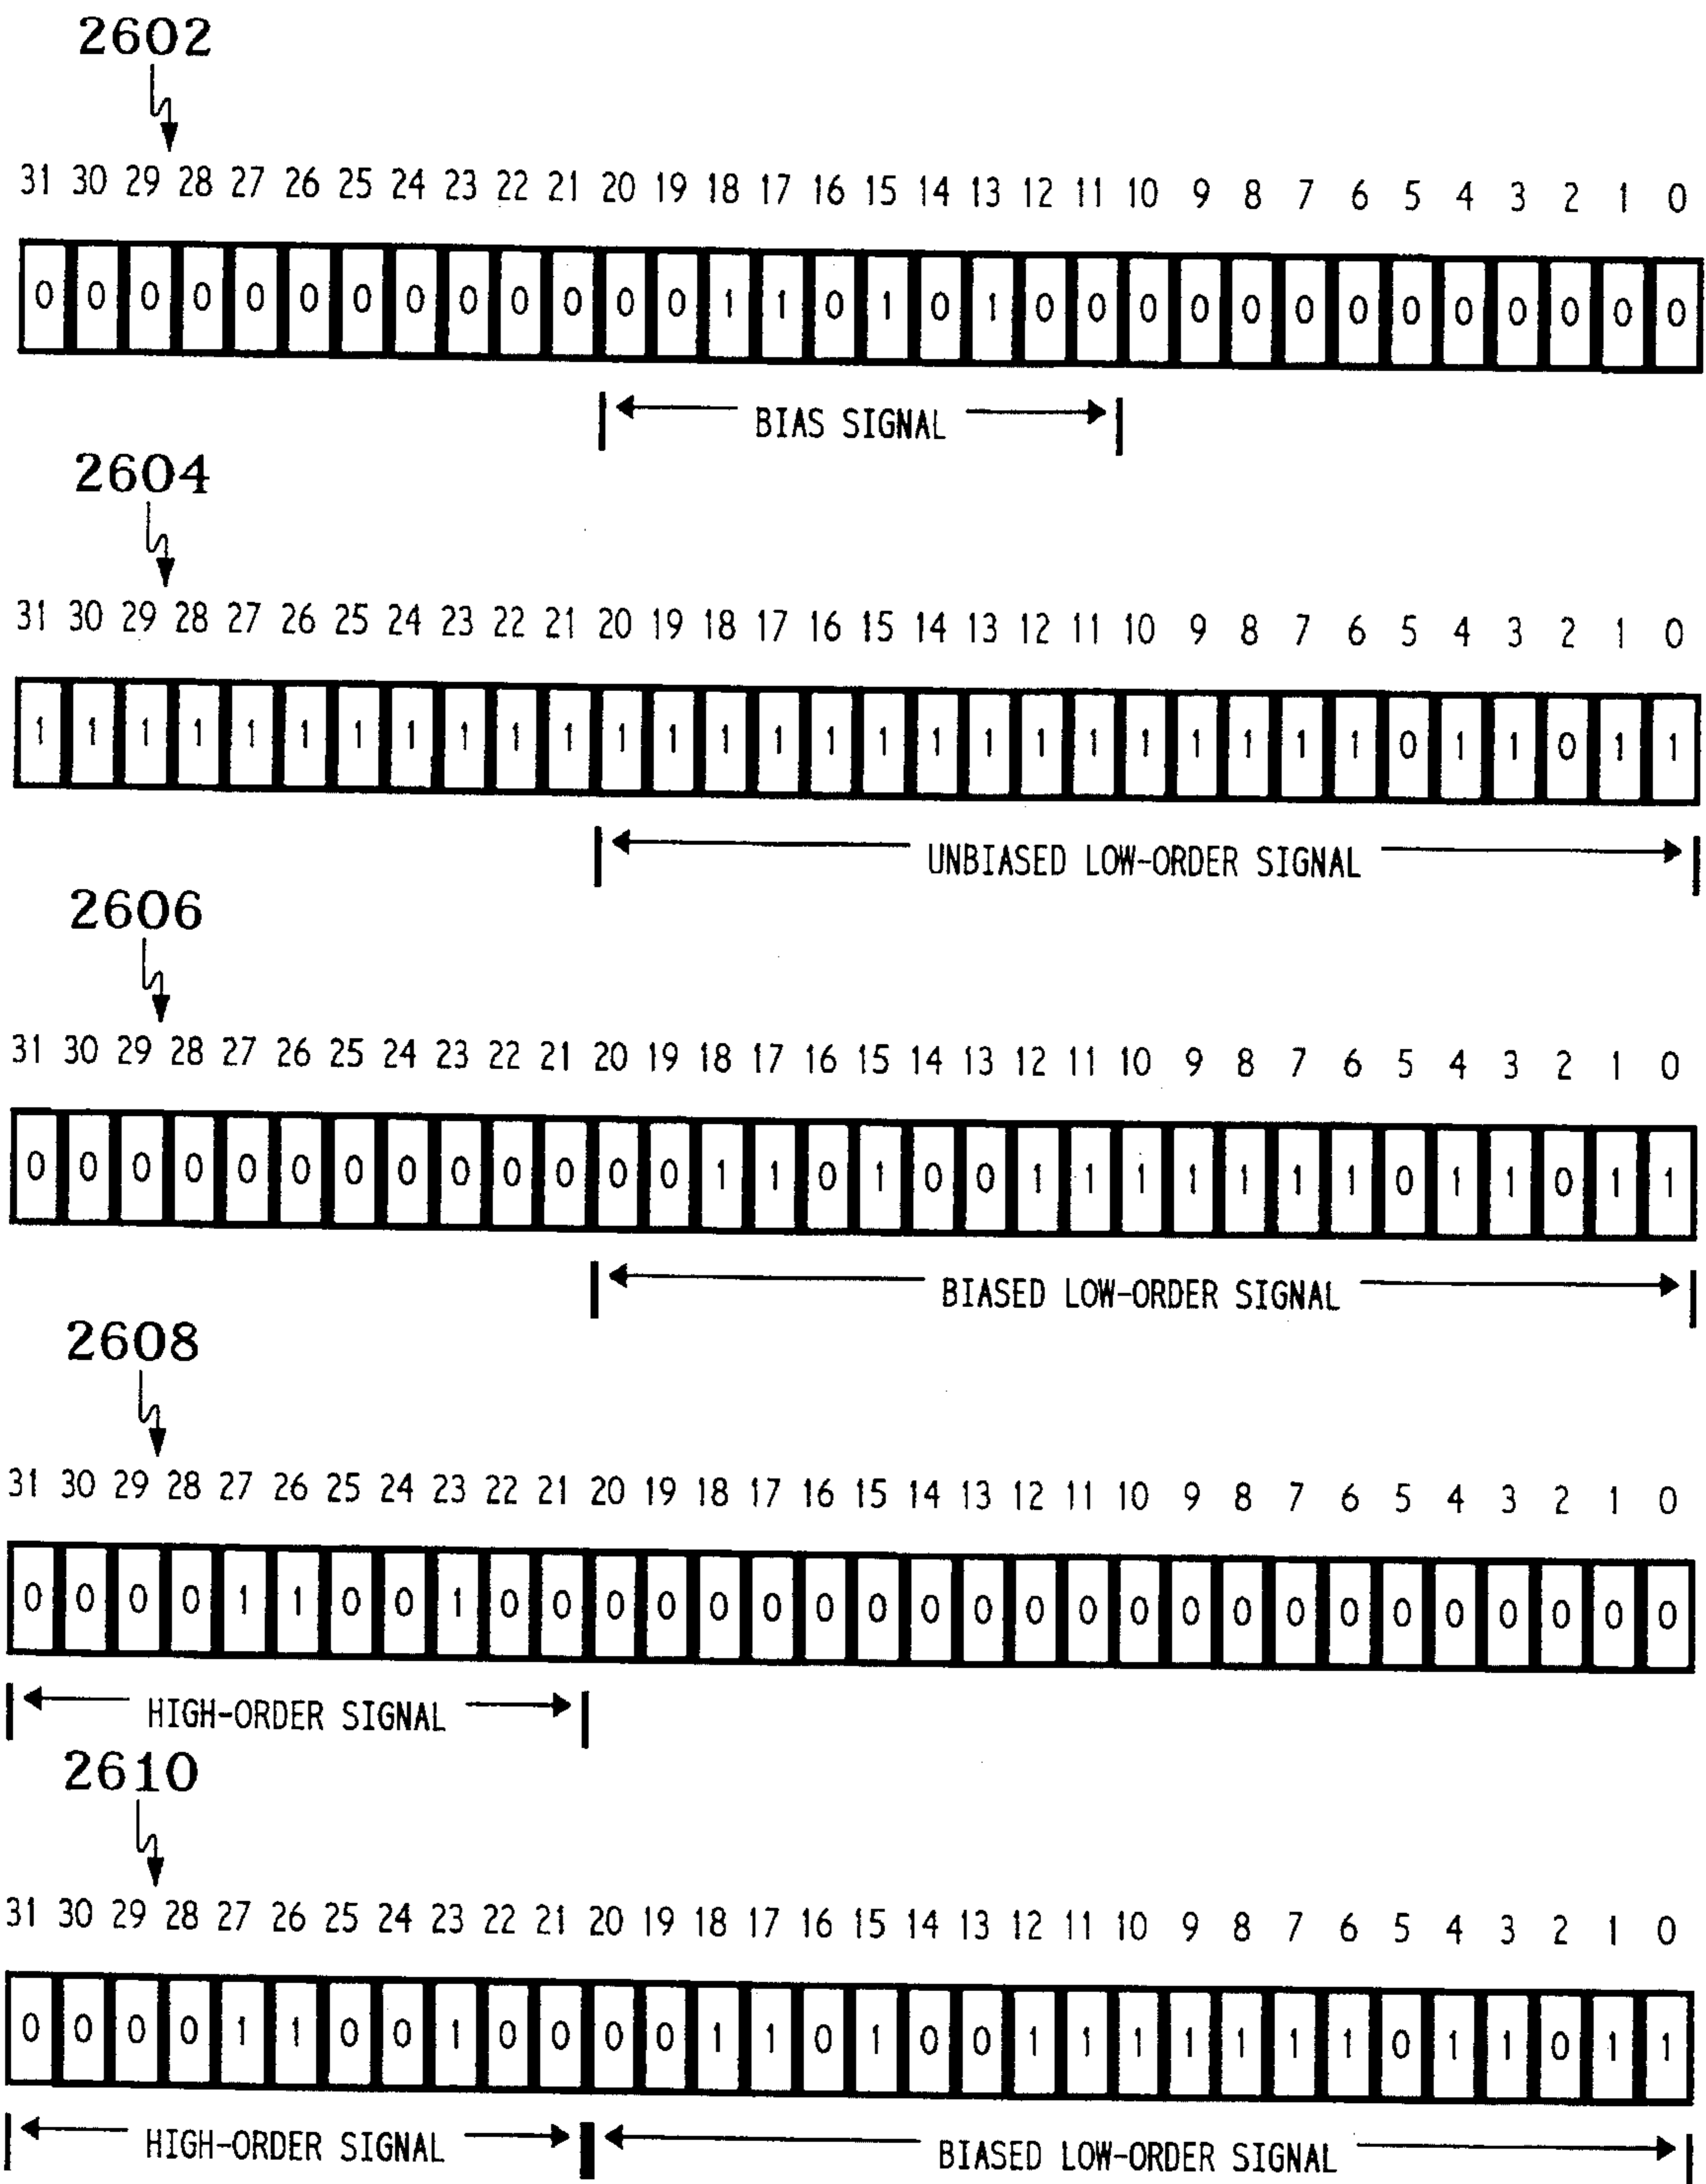 2602
31 30 29 28 27 26 25 24 23 22 21 20 19 18 17 16 15 14 13 12 11 10 9 8 7 6 5 4 3 2 1 0
0 0 0 0 0 0 0 0 0 0 0 0 0 1 1 0 1 0 1 0 0 0 0 0 0 0 0 0 0 0 0 0
BIAS SIGNAL
2604
31 30 29 28 27 26 25 24 23 22 21 20 19 18 17 16 15 14 13 12 11 10 9 8 7 6 5 4 3 2 1 0
1 1 1 1 1 1 1 1 1 1 1 1 1 1 1 1 1 1 1 1 1 1 1 1 1 1 0 1 1 0 1 1
UNBIASED LOW-ORDER SIGNAL
2606
31 30 29 28 27 26 25 24 23 22 21 20 19 18 17 16 15 14 13 12 11 10 9 8 7 6 5 4 3 2 1 0
0 0 0 0 0 0 0 0 0 0 0 0 0 1 1 0 1 0 0 1 1 1 1 1 1 1 0 1 1 0 1 1
BIASED LOW-ORDER SIGNAL
2608
31 30 29 28 27 26 25 24 23 22 21 20 19 18 17 16 15 14 13 12 11 10 9 8 7 6 5 4 3 2 1 0
0 0 0 0 1 1 0 0 1 0 0 0 0 0 0 0 0 0 0 0 0 0 0 0 0 0 0 0 0 0 0 0
HIGH-ORDER SIGNAL
2610
31 30 29 28 27 26 25 24 23 22 21 20 19 18 17 16 15 14 13 12 11 10 9 8 7 6 5 4 3 2 1 0
0 0 0 0 1 1 0 0 1 0 0 0 0 1 1 0 1 0 0 1 1 1 1 1 1 1 0 1 1 0 1 1
HIGH-ORDER SIGNAL BIASED LOW-ORDER SIGNAL